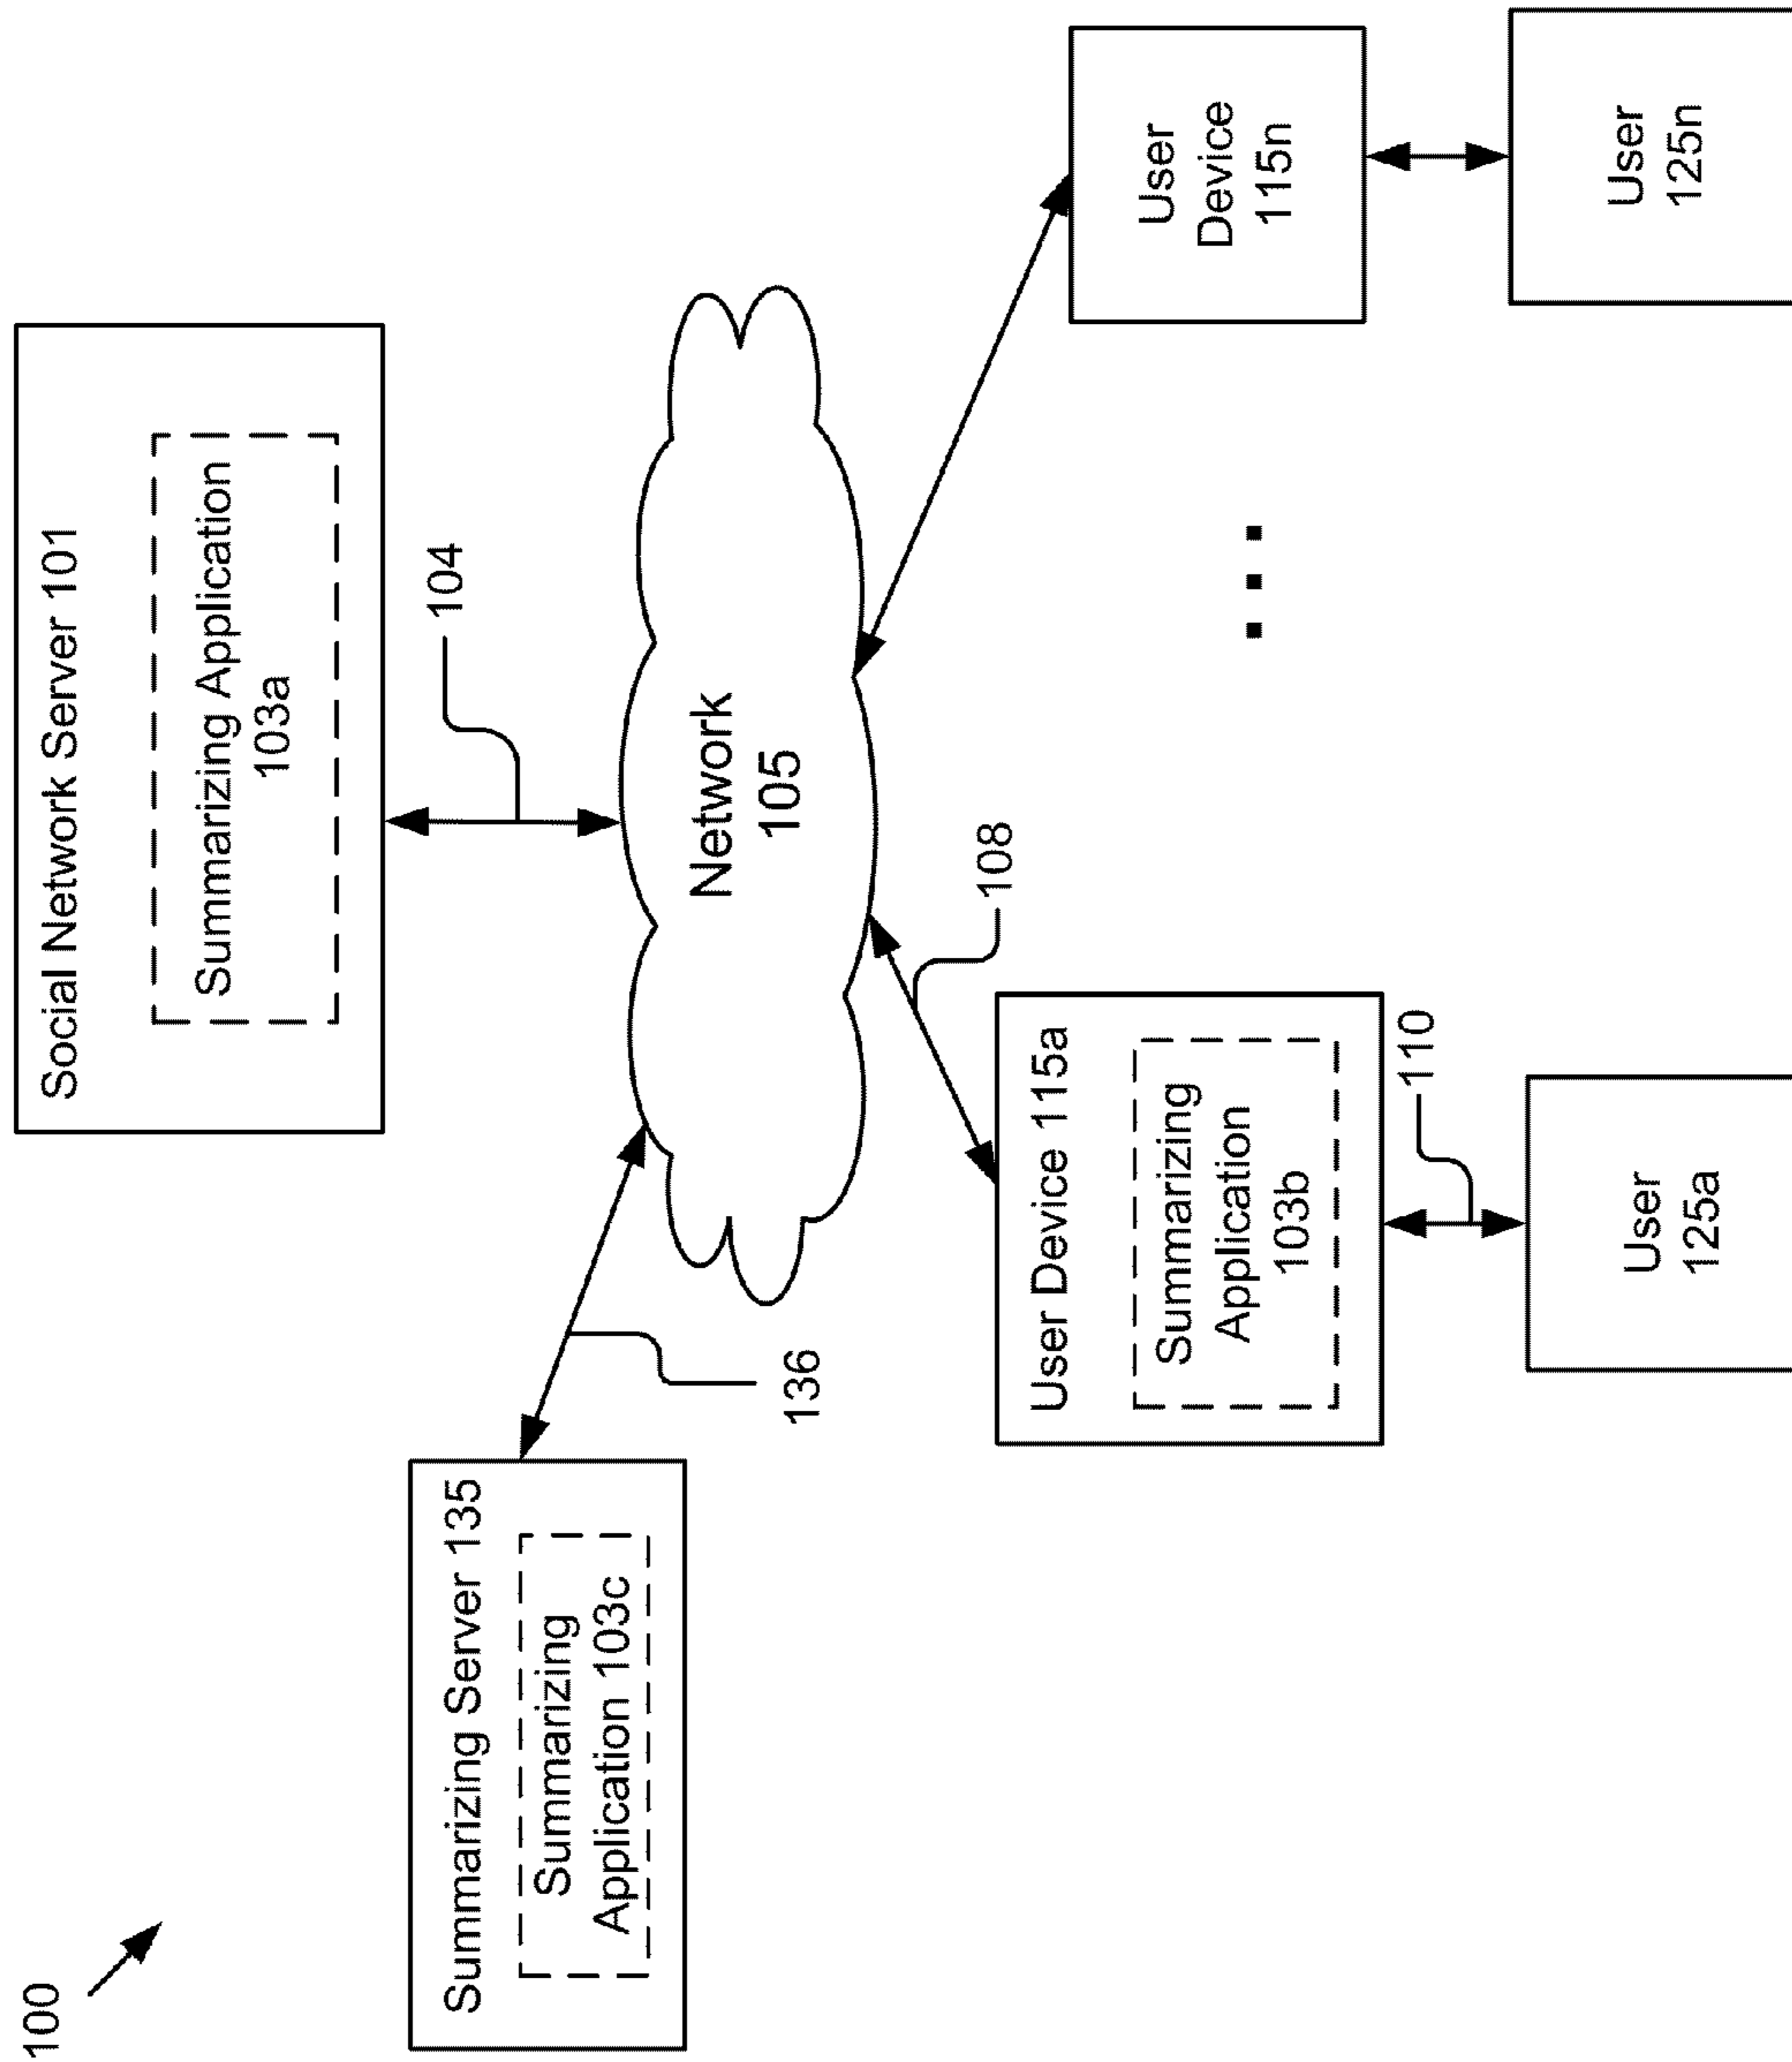 100
Social Network Server 101
Summarizing Application
103a
104
Summarizing Server 135
Summarizing
Application 103c
136
Network
105
108
User Device 115a
Summarizing
Application
103b
110
User
125a
User
Device
115n
User
125n